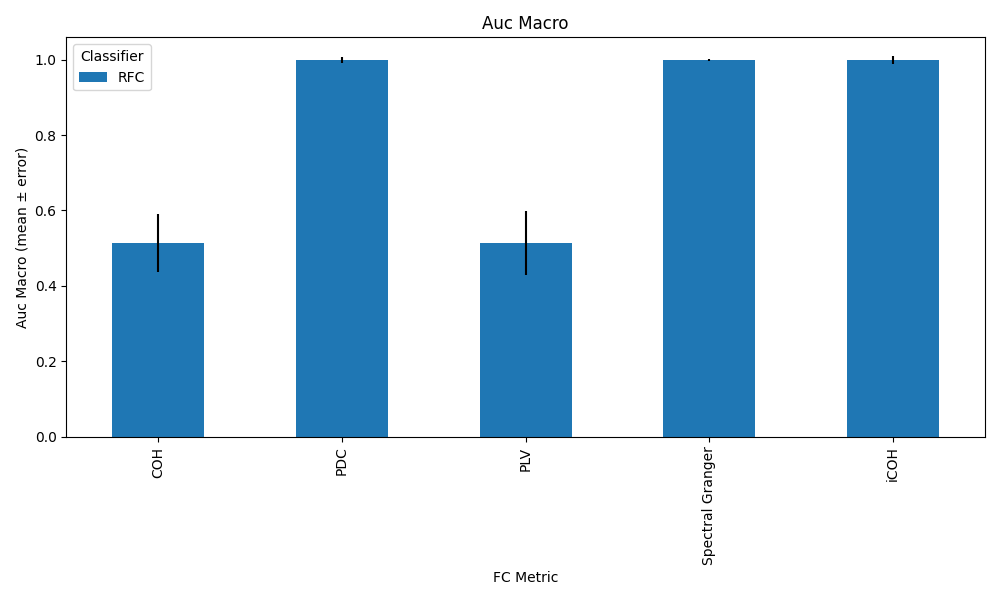 Auc Macro
Classifier
RFC
Auc Macro (mean ± error)
1.0
0.8
0.6
0.4
0.2
0.0
COH
PDC
PLV
Spectral Granger
iCOH
FC Metric